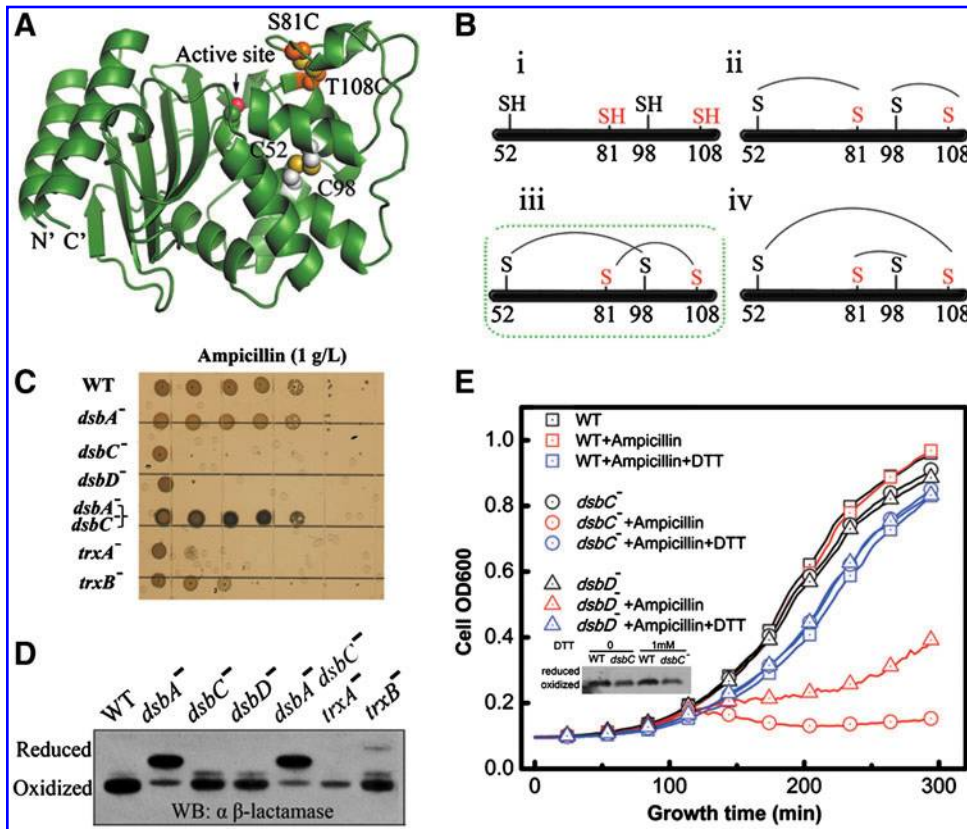 A
S81C
Active site
T108C
C52
C98
N' C'
B
i
SH SH SH SH
52 81 98 108
ii
S S S S
52 81 98 108
iii
S S S S
52 81 98 108
iv
S S S S
52 81 98 108
C
Ampicillin (1 g/L)
WT
dsbA⁻
dsbC⁻
dsbD⁻
dsbA⁻
dsbC⁻
trxA⁻
trxB⁻
D
WT dsbA⁻ dsbC⁻ dsbD⁻ dsbA⁻ dsbC⁻ trxA⁻ trxB⁻
Reduced
Oxidized
WB: α β-lactamase
E
WT
WT+Ampicillin
WT+Ampicillin+DTT
dsbC⁻
dsbC⁻+Ampicillin
dsbC⁻+Ampicillin+DTT
dsbD⁻
dsbD⁻+Ampicillin
dsbD⁻+Ampicillin+DTT
DTT 0 1mM
WT dsbC WT dsbC⁻
reduced
oxidized
Cell OD600
1.0
0.8
0.6
0.4
0.2
0.0
0 100 200 300
Growth time (min)